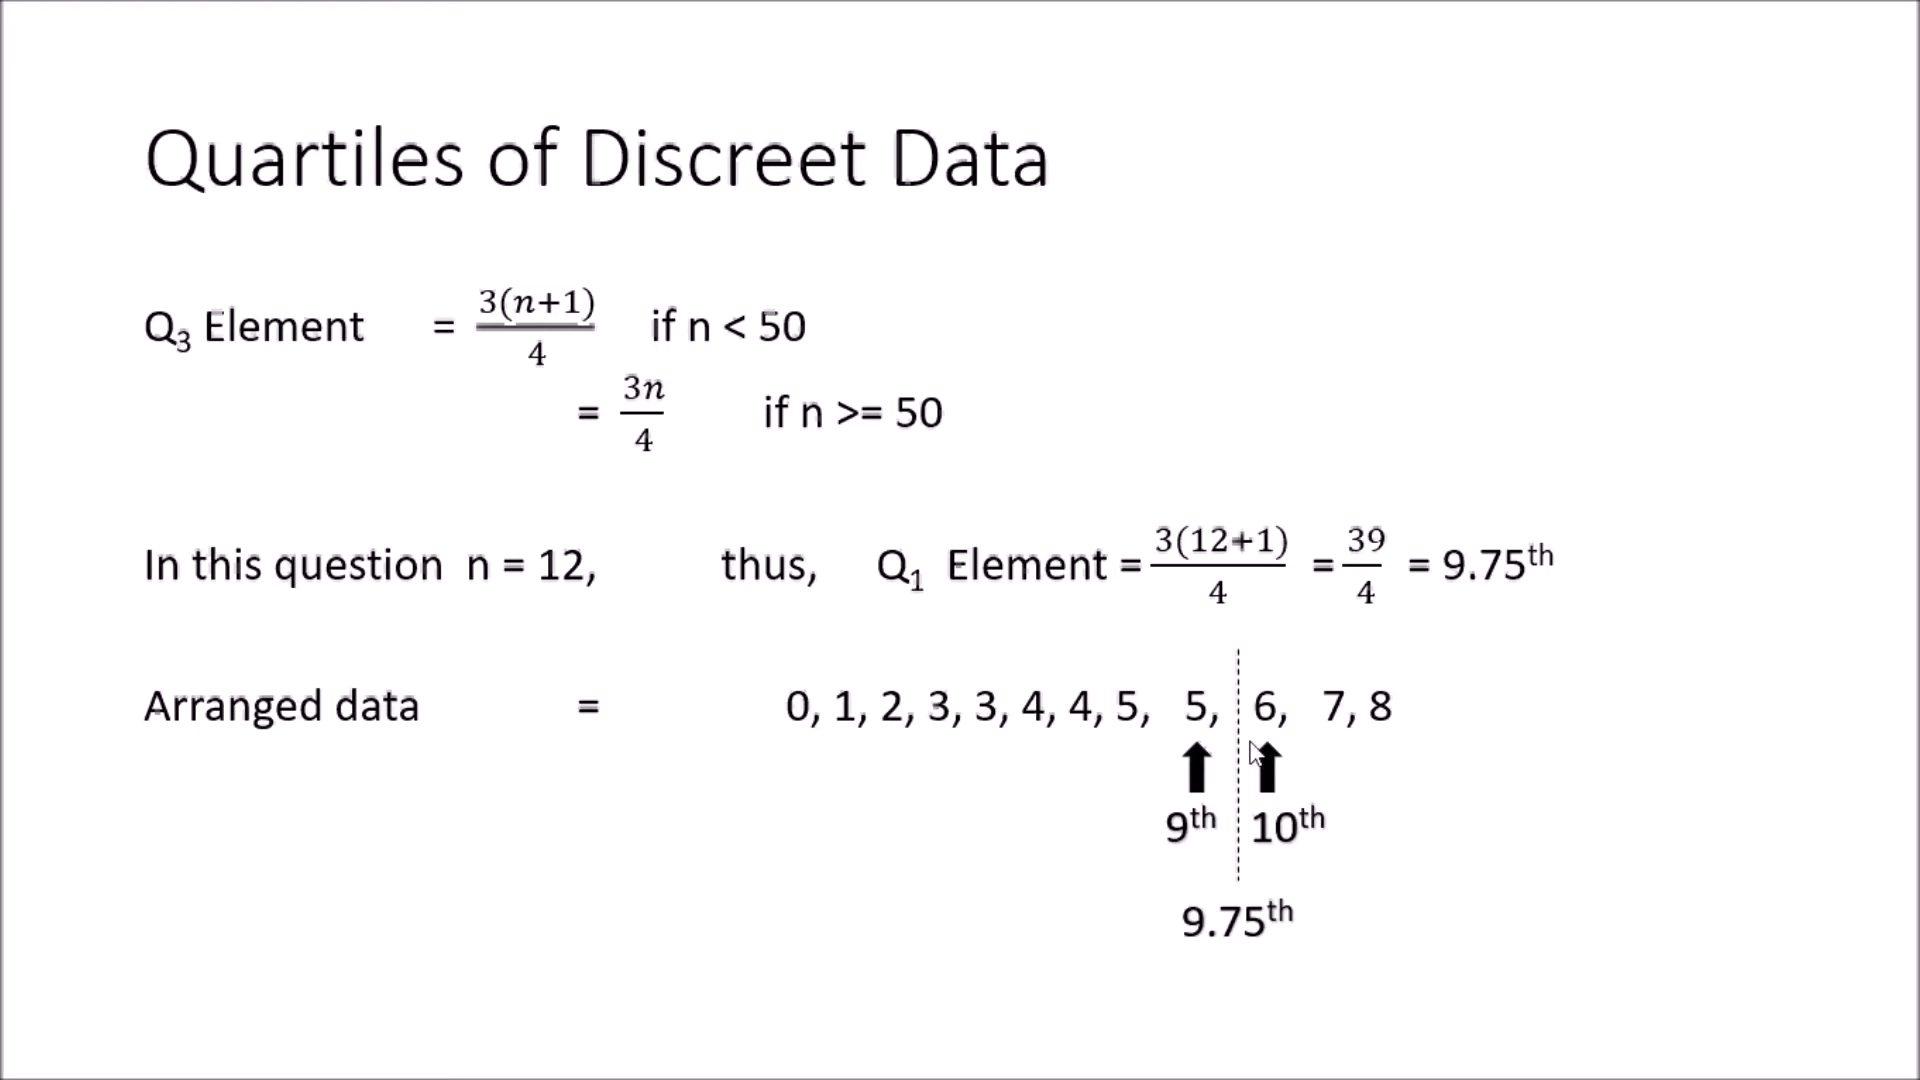 Quartiles of Discreet Data
Q₃ Element = 3(n+1)/4 if n < 50
= 3n/4 if n >= 50
In this question n = 12, thus, Q₁ Element = 3(12+1)/4 = 39/4 = 9.75ᵗʰ
Arranged data = 0, 1, 2, 3, 3, 4, 4, 5, 5, 6, 7, 8
9ᵗʰ 10ᵗʰ
9.75ᵗʰ